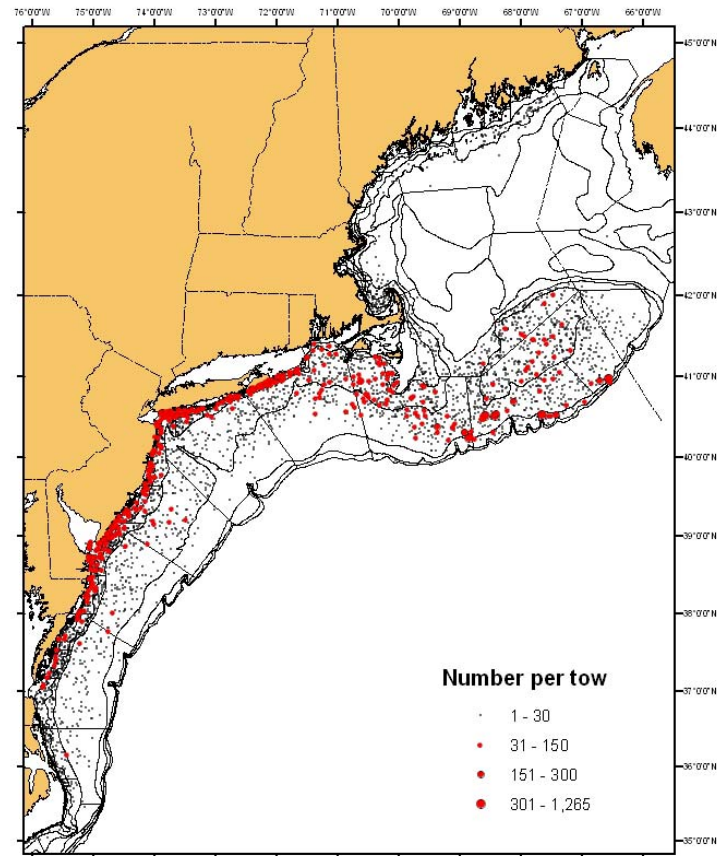 76°0'0"W 75°0'0"W 74°0'0"W 73°0'0"W 72°0'0"W 71°0'0"W 70°0'0"W 69°0'0"W 68°0'0"W 67°0'0"W 66°0'0"W
45°0'0"N
44°0'0"N
43°0'0"N
42°0'0"N
41°0'0"N
40°0'0"N
39°0'0"N
38°0'0"N
37°0'0"N
36°0'0"N
35°0'0"N
Number per tow
1 - 30
31 - 150
151 - 300
301 - 1,265